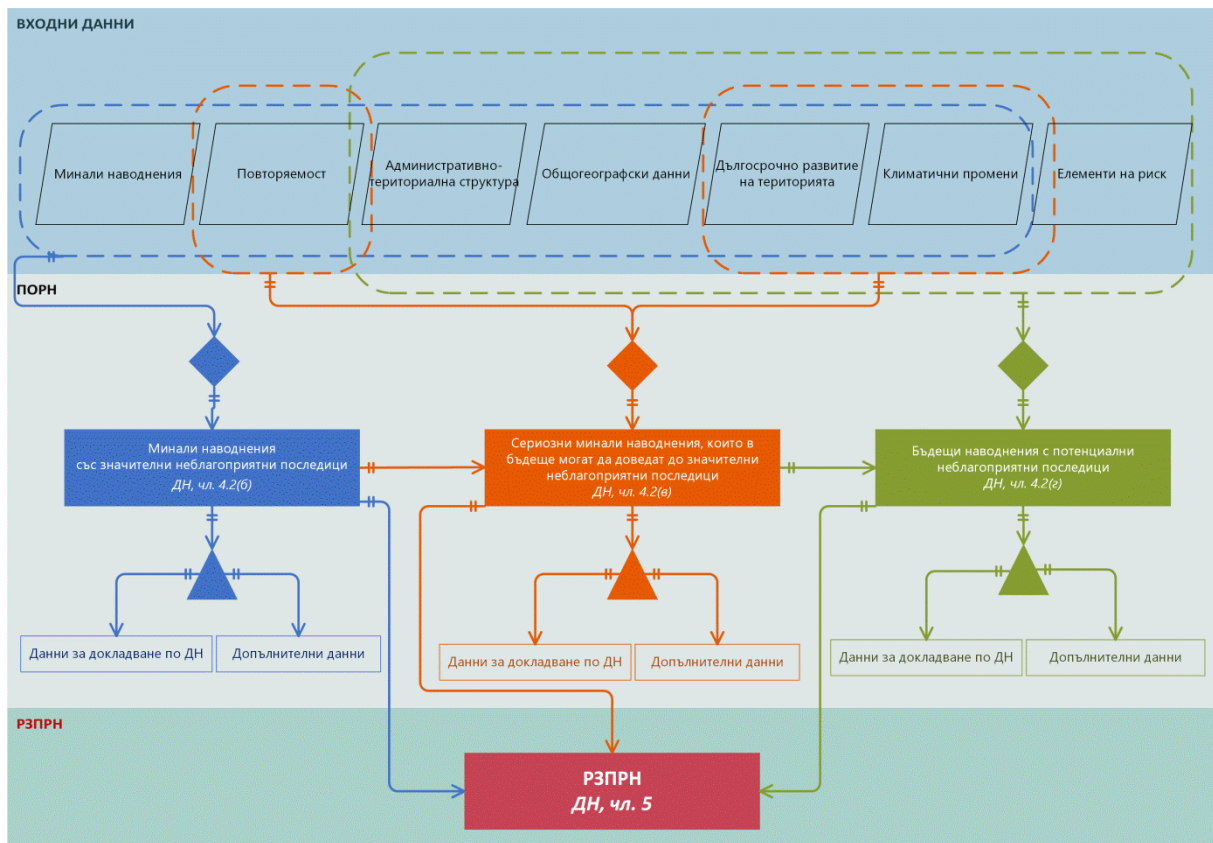 ВХОДНИ ДАННИ
Минали наводнения
Повторяемост
Административно-
териториална структура
Общогеографски данни
Дългосрочно развитие
на територията
Климатични промени
Елементи на риск
ПОРН
Минали наводнения
със значителни неблагоприятни последици
ДН, чл. 4.2(б)
Сериозни минали наводнения, които в
бъдеще могат да доведат до значителни
неблагоприятни последици
ДН, чл. 4.2(в)
Бъдещи наводнения с потенциални
неблагоприятни последици
ДН, чл. 4.2(г)
Данни за докладване по ДН
Допълнителни данни
Данни за докладване по ДН
Допълнителни данни
Данни за докладване по ДН
Допълнителни данни
РЗПРН
РЗПРН
ДН, чл. 5